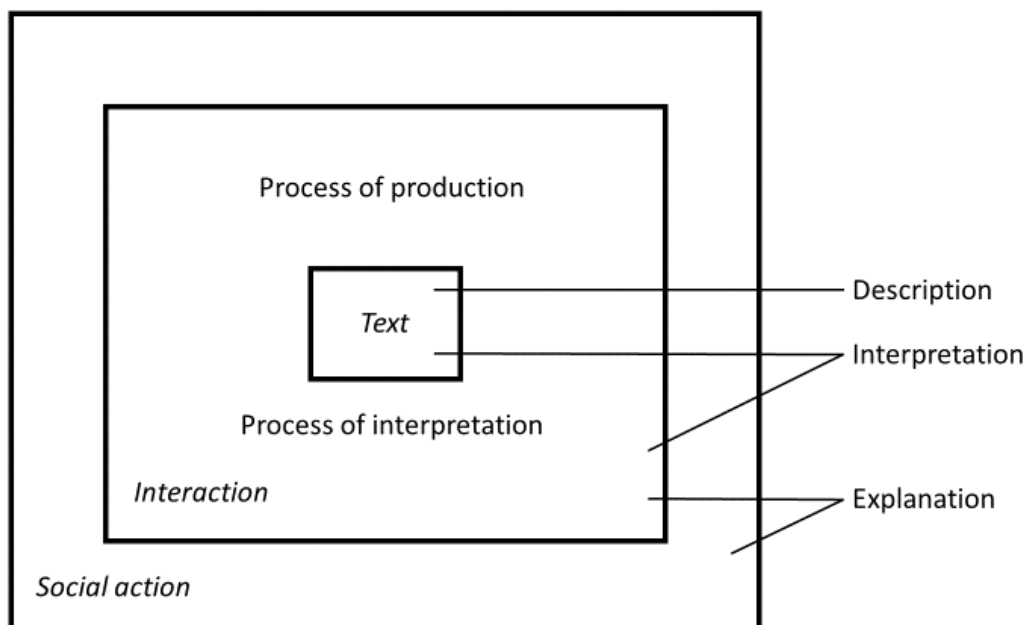 Process of production
Description
Text
Interpretation
Process of interpretation
Interaction
Explanation
Social action